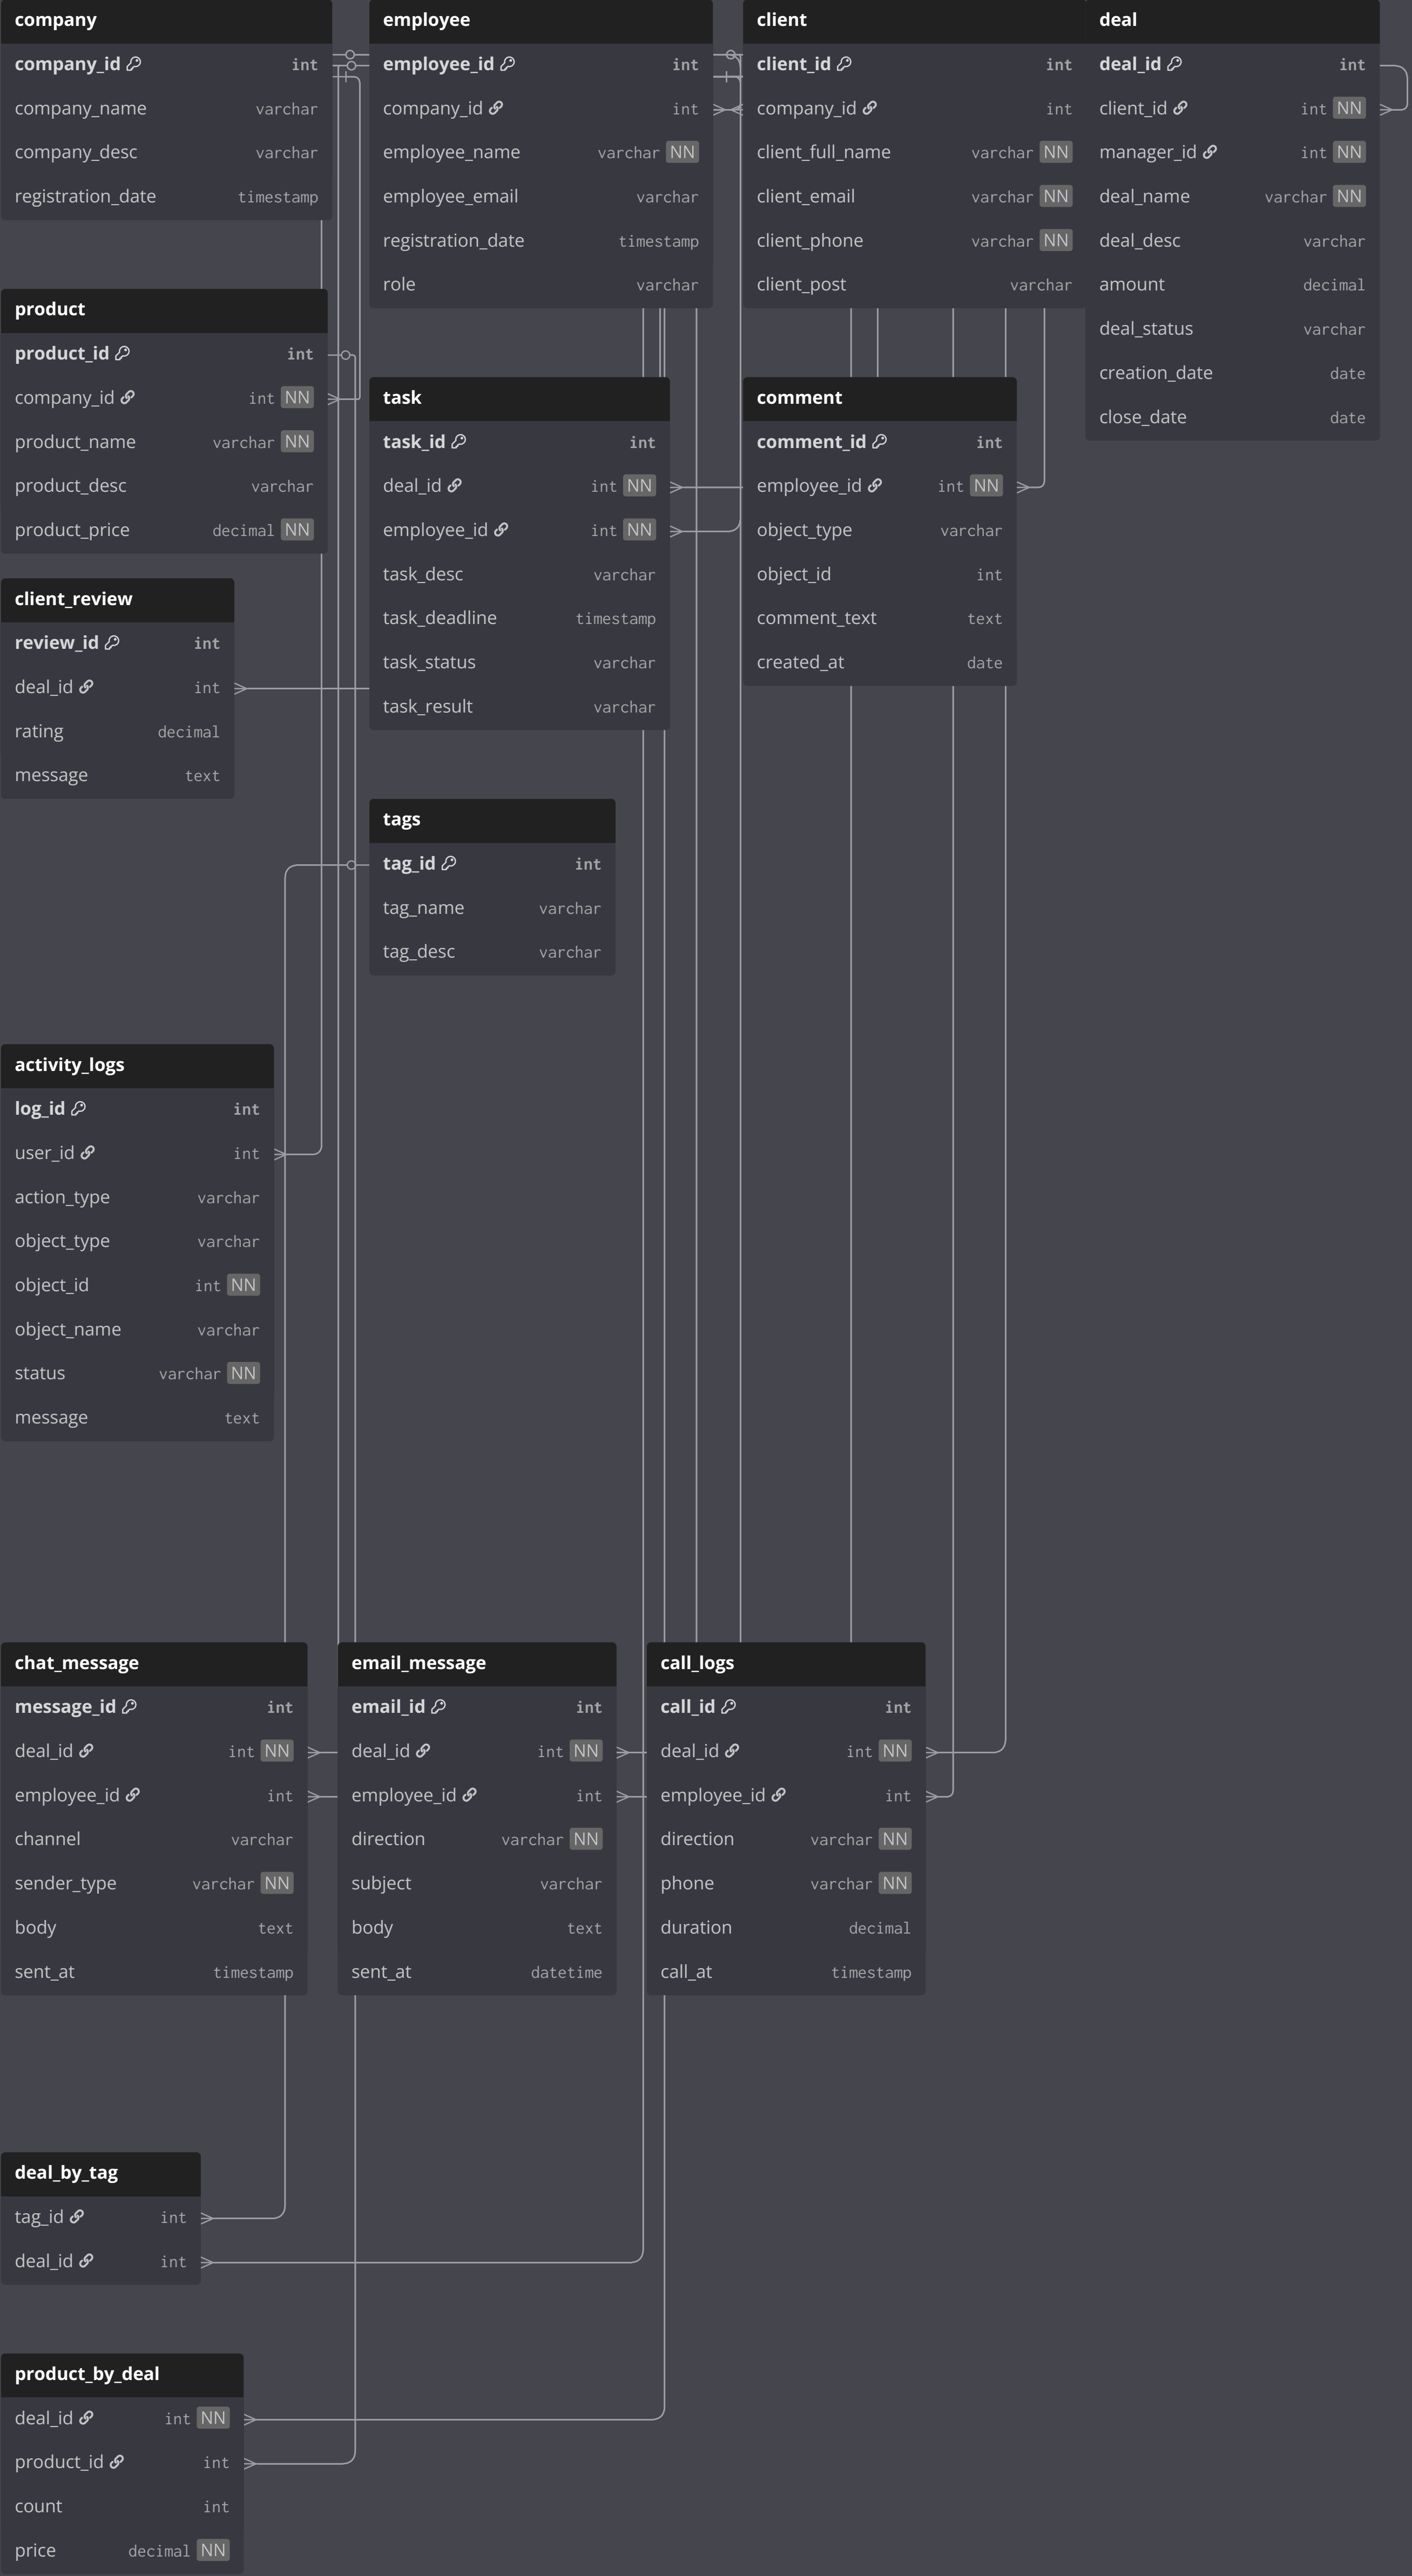 company
company_id int
company_name varchar
company_desc varchar
registration_date timestamp
employee
employee_id int
company_id int
employee_name varchar NN
employee_email varchar
registration_date timestamp
role varchar
client
client_id int
company_id int
client_full_name varchar NN
client_email varchar NN
client_phone varchar NN
client_post varchar
deal
deal_id int
client_id int NN
manager_id int NN
deal_name varchar NN
deal_desc varchar
amount decimal
deal_status varchar
creation_date date
close_date date
product
product_id int
company_id int NN
product_name varchar NN
product_desc varchar
product_price decimal NN
task
task_id int
deal_id int NN
employee_id int NN
task_desc varchar
task_deadline timestamp
task_status varchar
task_result varchar
comment
comment_id int
employee_id int NN
object_type varchar
object_id int
comment_text text
created_at date
client_review
review_id int
deal_id int
rating decimal
message text
tags
tag_id int
tag_name varchar
tag_desc varchar
activity_logs
log_id int
user_id int
action_type varchar
object_type varchar
object_id int NN
object_name varchar
status varchar NN
message text
chat_message
message_id int
deal_id int NN
employee_id int
channel varchar
sender_type varchar NN
body text
sent_at timestamp
email_message
email_id int
deal_id int NN
employee_id int
direction varchar NN
subject varchar
body text
sent_at datetime
call_logs
call_id int
deal_id int NN
employee_id int
direction varchar NN
phone varchar NN
duration decimal
call_at timestamp
deal_by_tag
tag_id int
deal_id int
product_by_deal
deal_id int NN
product_id int
count int
price decimal NN